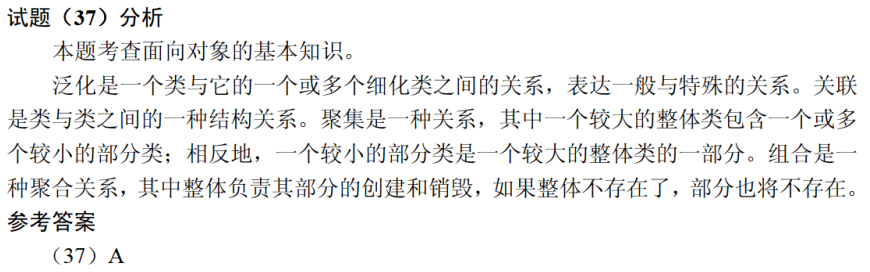 试题（37）分析
本题考查面向对象的基本知识。
泛化是一个类与它的一个或多个细化类之间的关系，表达一般与特殊的关系。关联
是类与类之间的一种结构关系。聚集是一种关系，其中一个较大的整体类包含一个或多
个较小的部分类；相反地，一个较小的部分类是一个较大的整体类的一部分。组合是一
种聚合关系，其中整体负责其部分的创建和销毁，如果整体不存在了，部分也将不存在。
参考答案
（37）A